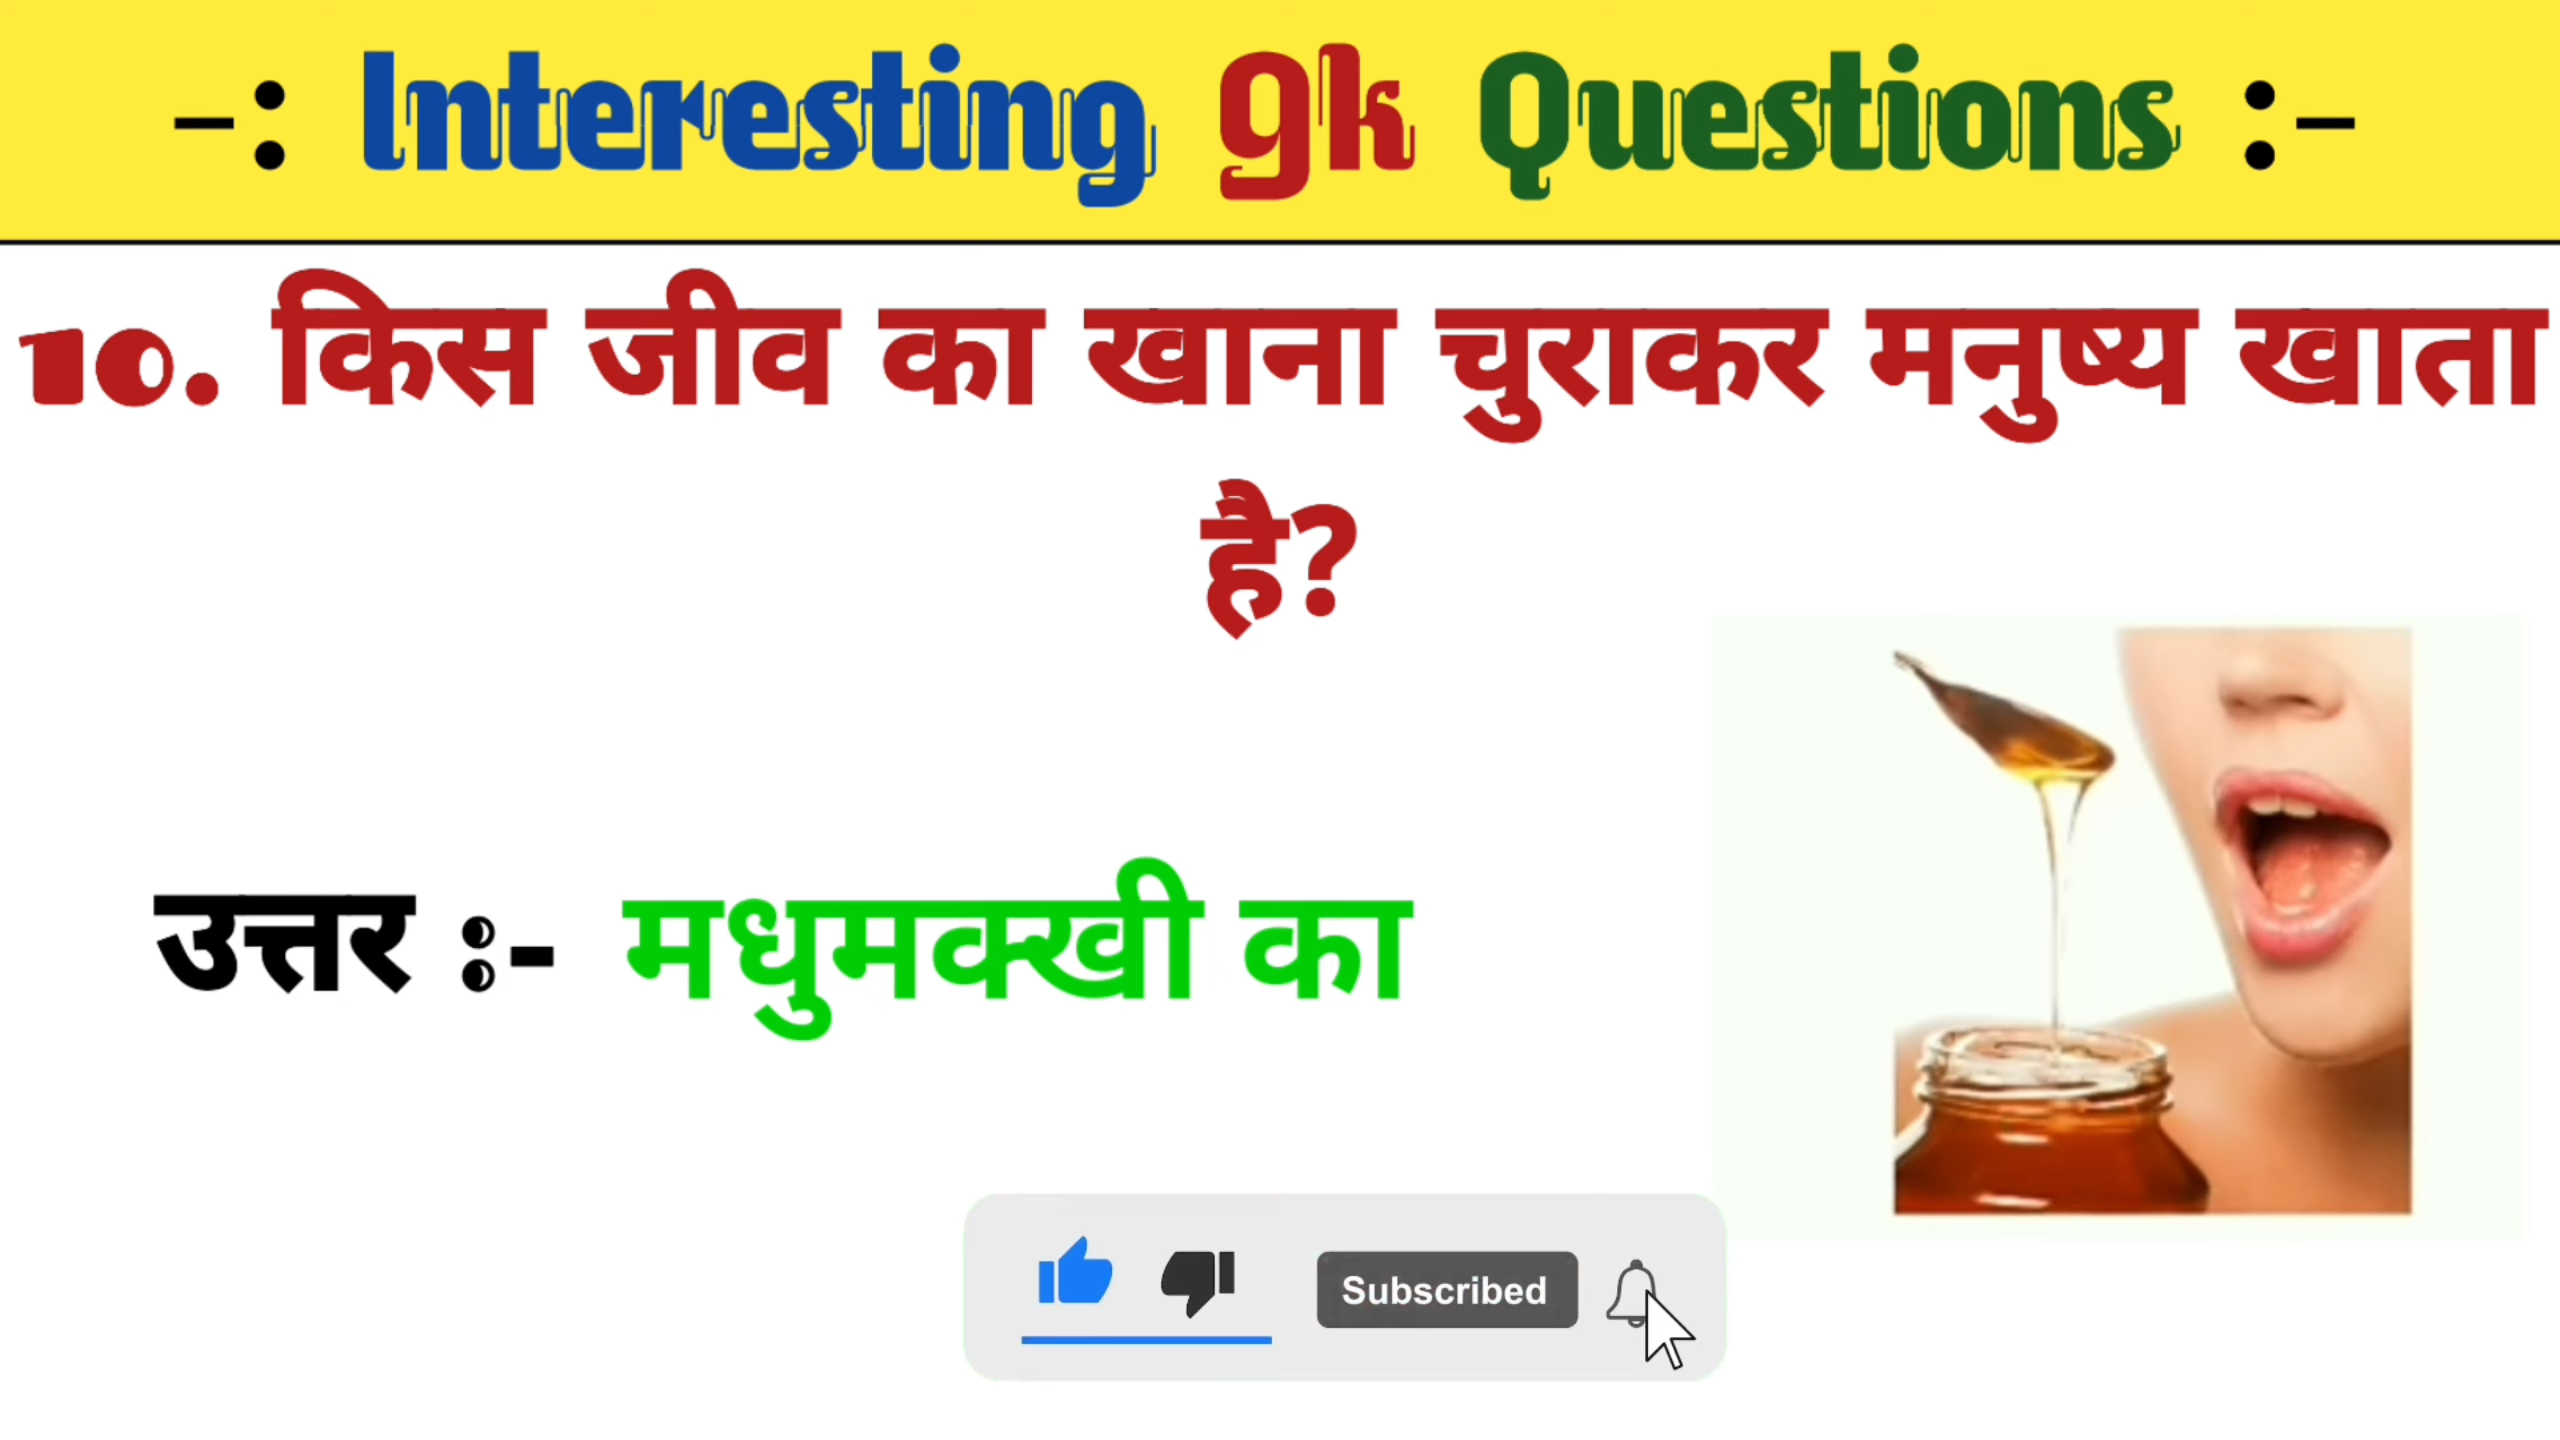 -: Interesting gk Questions :-
10. किस जीव का खाना चुराकर मनुष्य खाता
है?
उत्तर :- मधुमक्खी का
Subscribed